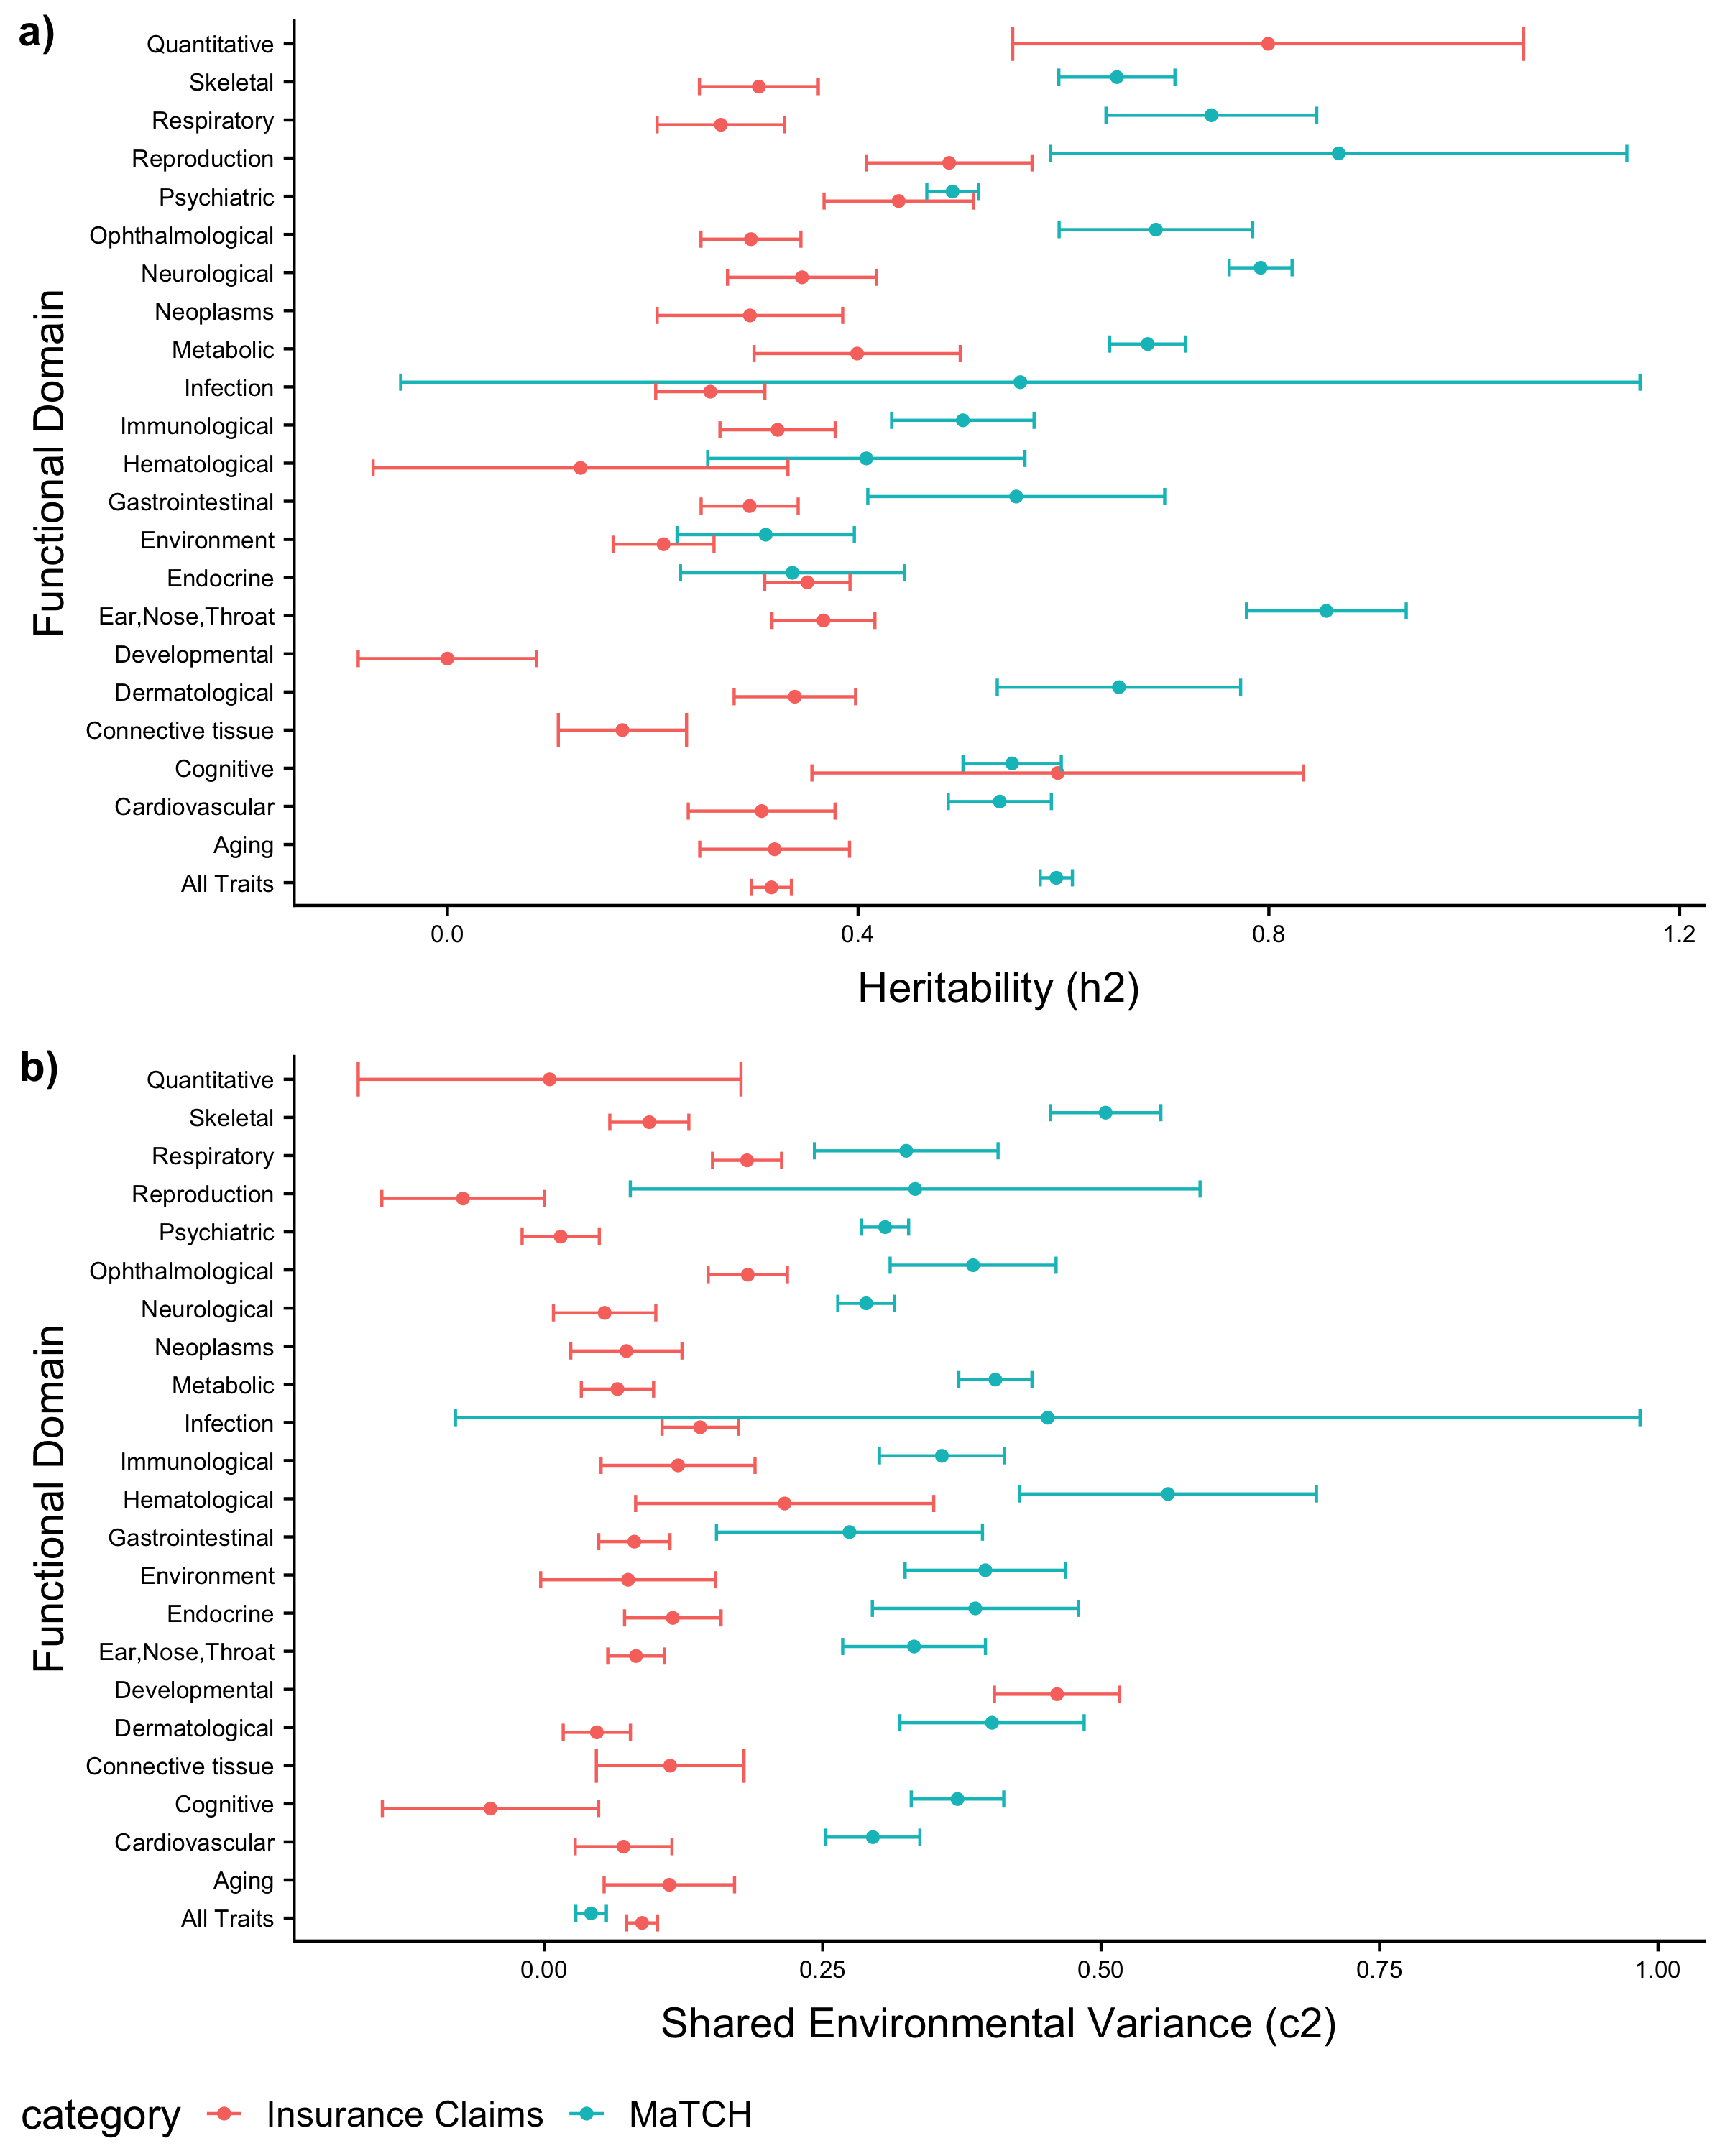 a)
Functional Domain
Quantitative
Skeletal
Respiratory
Reproduction
Psychiatric
Ophthalmological
Neurological
Neoplasms
Metabolic
Infection
Immunological
Hematological
Gastrointestinal
Environment
Endocrine
Ear,Nose,Throat
Developmental
Dermatological
Connective tissue
Cognitive
Cardiovascular
Aging
All Traits
0.0 0.4 0.8 1.2
Heritability (h2)
b)
Functional Domain
Quantitative
Skeletal
Respiratory
Reproduction
Psychiatric
Ophthalmological
Neurological
Neoplasms
Metabolic
Infection
Immunological
Hematological
Gastrointestinal
Environment
Endocrine
Ear,Nose,Throat
Developmental
Dermatological
Connective tissue
Cognitive
Cardiovascular
Aging
All Traits
0.00 0.25 0.50 0.75 1.00
Shared Environmental Variance (c2)
category Insurance Claims MaTCH